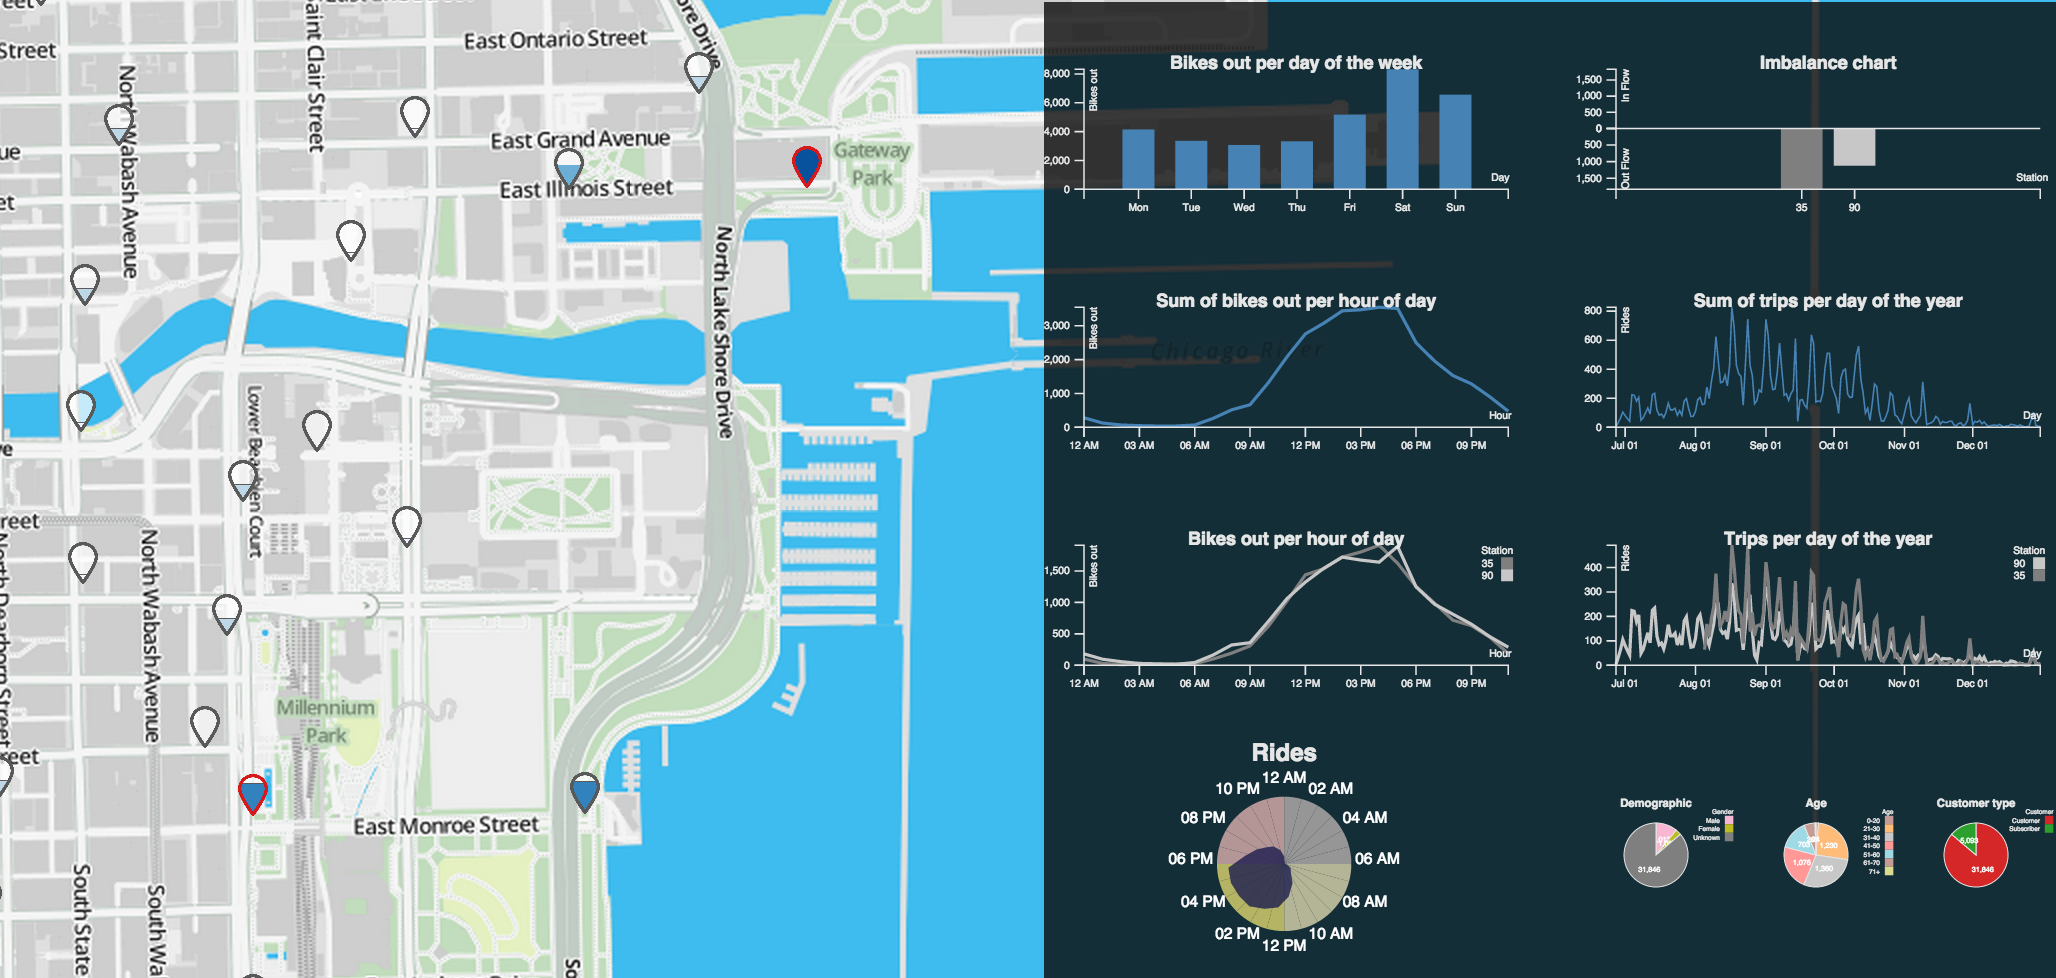 East Ontario Street
Street
North Wabash Avenue
Saint Clair Street
East Grand Avenue
East Illinois Street
Gateway
Park
North Lake Shore Drive
Lower Beaubien Court
North Wabash Avenue
Millennium
Park
East Monroe Street
South State
South Wa
Bikes out per day of the week
Bikes out
8,000
6,000
4,000
2,000
0
Day
Mon Tue Wed Thu Fri Sat Sun
Imbalance chart
In Flow
1,500
1,000
500
0
500
1,000
1,500
Out Flow
Station
35 90
Sum of bikes out per hour of day
Bikes out
3,000
2,000
1,000
0
Hour
12 AM 03 AM 06 AM 09 AM 12 PM 03 PM 06 PM 09 PM
Chicago River
Sum of trips per day of the year
Rides
800
600
400
200
0
Day
Jul 01 Aug 01 Sep 01 Oct 01 Nov 01 Dec 01
Bikes out per hour of day
Bikes out
Station
35
90
1,500
1,000
500
0
Hour
12 AM 03 AM 06 AM 09 AM 12 PM 03 PM 06 PM 09 PM
Trips per day of the year
Rides
Station
90
35
400
300
200
100
0
Day
Jul 01 Aug 01 Sep 01 Oct 01 Nov 01 Dec 01
Rides
12 AM
02 AM
04 AM
06 AM
08 AM
10 AM
12 PM
02 PM
04 PM
06 PM
08 PM
10 PM
Demographic
Gender
Male
Female
Unknown
31,846
Age
Age
0-20
21-30
31-40
41-50
51-60
61-70
71+
1,230
1,360
1,076
703
Customer type
Customer
Customer
Subscriber
5,093
31,846